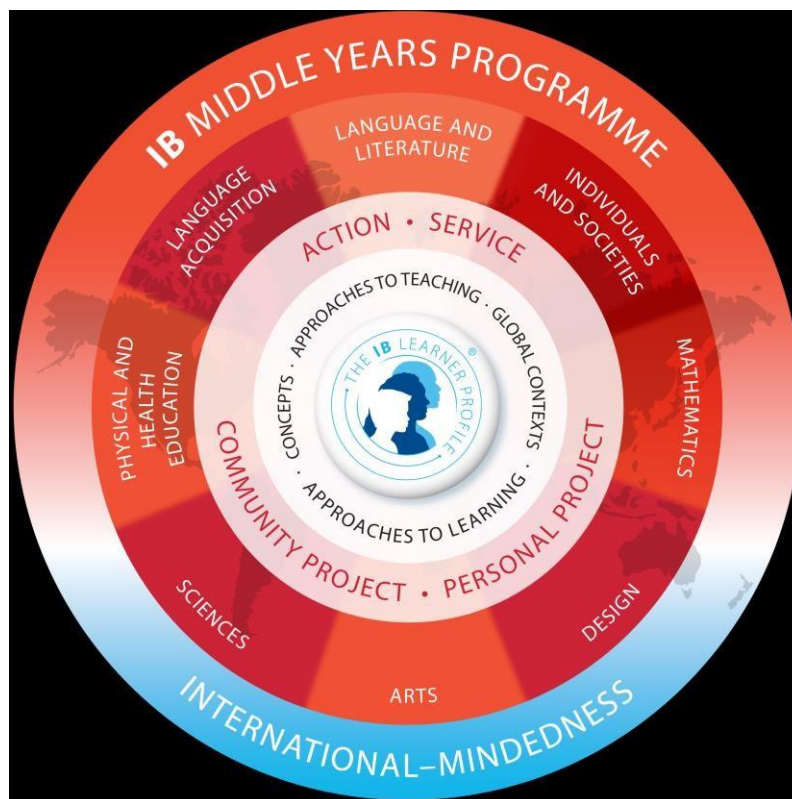 IB MIDDLE YEARS PROGRAMME
LANGUAGE AND
LITERATURE
INDIVIDUALS
AND SOCIETIES
MATHEMATICS
DESIGN
ARTS
SCIENCES
PHYSICAL AND
HEALTH
EDUCATION
LANGUAGE
ACQUISITION
ACTION • SERVICE
COMMUNITY PROJECT • PERSONAL PROJECT
APPROACHES TO TEACHING · GLOBAL CONTEXTS ·
APPROACHES TO LEARNING · CONCEPTS ·
THE IB LEARNER PROFILE ®
INTERNATIONAL–MINDEDNESS